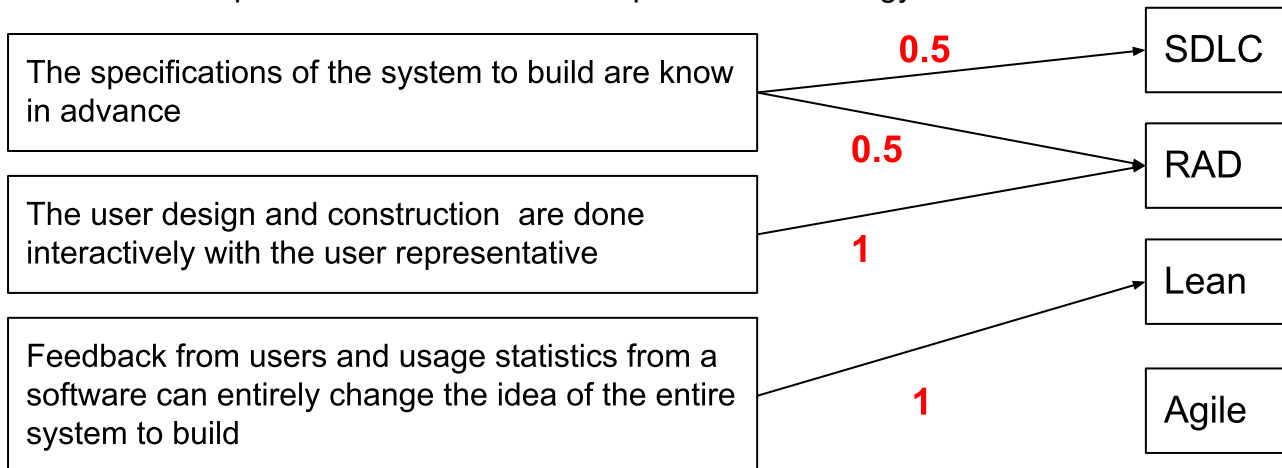 The specifications of the system to build are know
in advance
0.5
SDLC
0.5
RAD
The user design and construction  are done
interactively with the user representative
1
Lean
Feedback from users and usage statistics from a
software can entirely change the idea of the entire
system to build
1
Agile